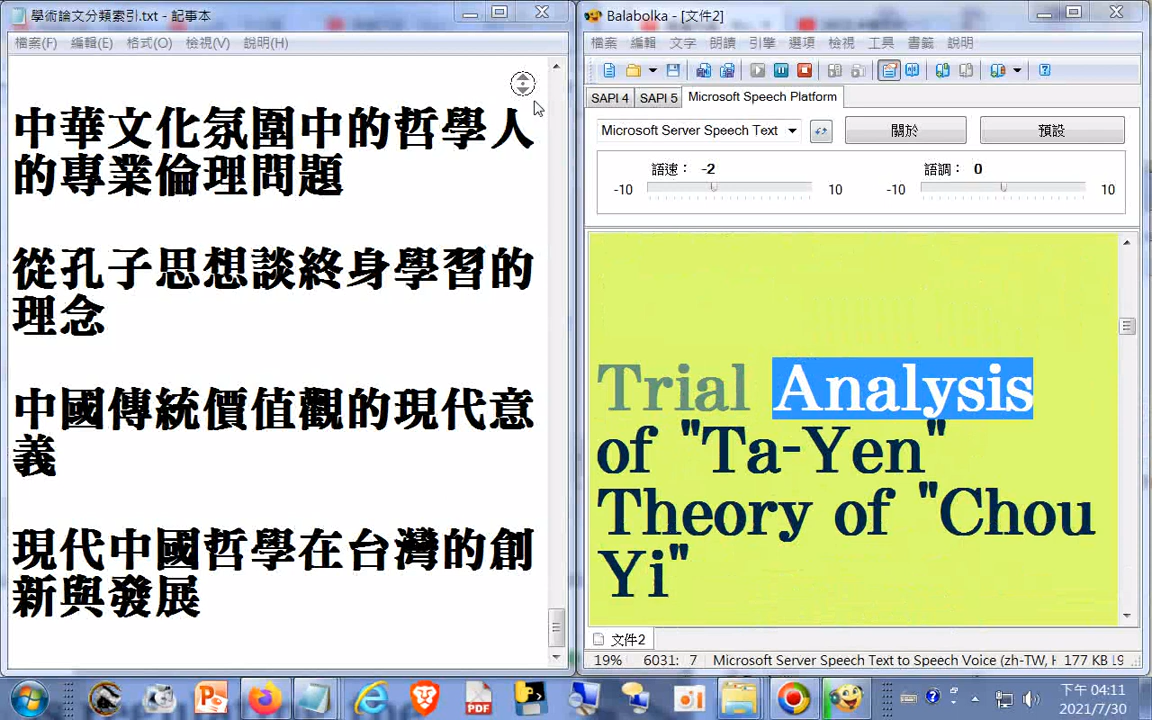 學術論文分類索引.txt - 記事本
檔案(F) 編輯(E) 格式(O) 檢視(V) 說明(H)
中華文化氛圍中的哲學人
的專業倫理問題
從孔子思想談終身學習的
理念
中國傳統價值觀的現代意
義
現代中國哲學在台灣的創
新與發展
Balabolka - [文件2]
檔案 編輯 文字 朗讀 引擎 選項 檢視 工具 書籤 說明
SAPI 4 SAPI 5 Microsoft Speech Platform
Microsoft Server Speech Text 關於 預設
語速： -2 語調： 0
-10 10 -10 10
Trial Analysis
of "Ta-Yen"
Theory of "Chou
Yi"
文件2
19% 6031: 7 Microsoft Server Speech Text to Speech Voice (zh-TW, 177 KB
PDF
下午 04:11
2021/7/30